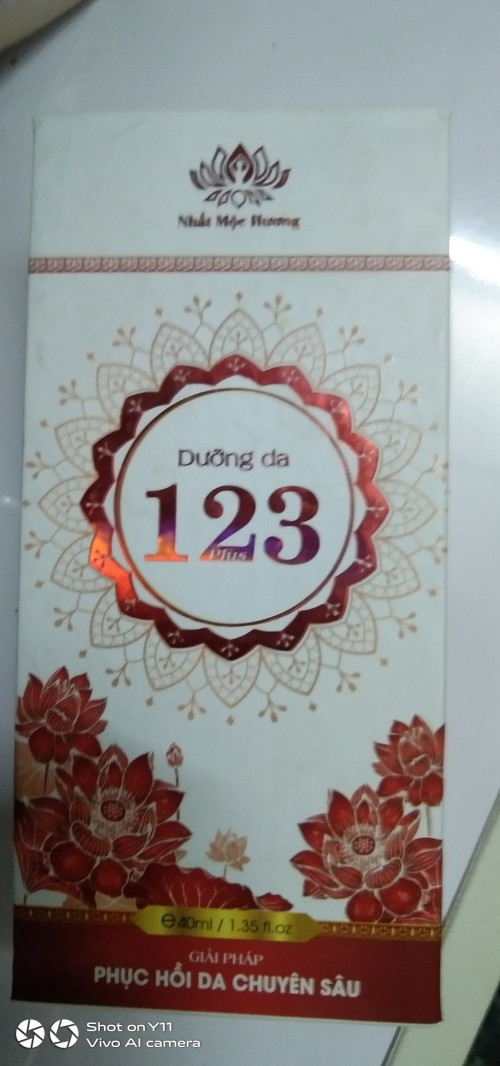 Nhất Mộc Hương
Dưỡng da
123
Plus
℮40ml / 1.35 fl.oz
GIẢI PHÁP
PHỤC HỒI DA CHUYÊN SÂU
Shot on Y11
Vivo AI camera